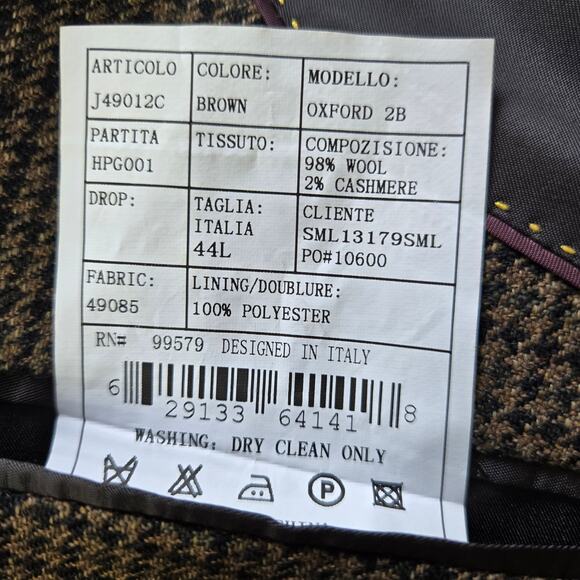 ARTICOLO
J49012C
COLORE:
BROWN
MODELLO:
OXFORD 2B
PARTITA
HPG001
TISSUTO:
COMPOZISIONE:
98% WOOL
2% CASHMERE
DROP:
TAGLIA:
ITALIA
44L
CLIENTE
SML13179SML
PO#10600
FABRIC:
49085
LINING/DOUBLURE:
100% POLYESTER
RN# 99579 DESIGNED IN ITALY
6 29133 64141 8
WASHING: DRY CLEAN ONLY
P